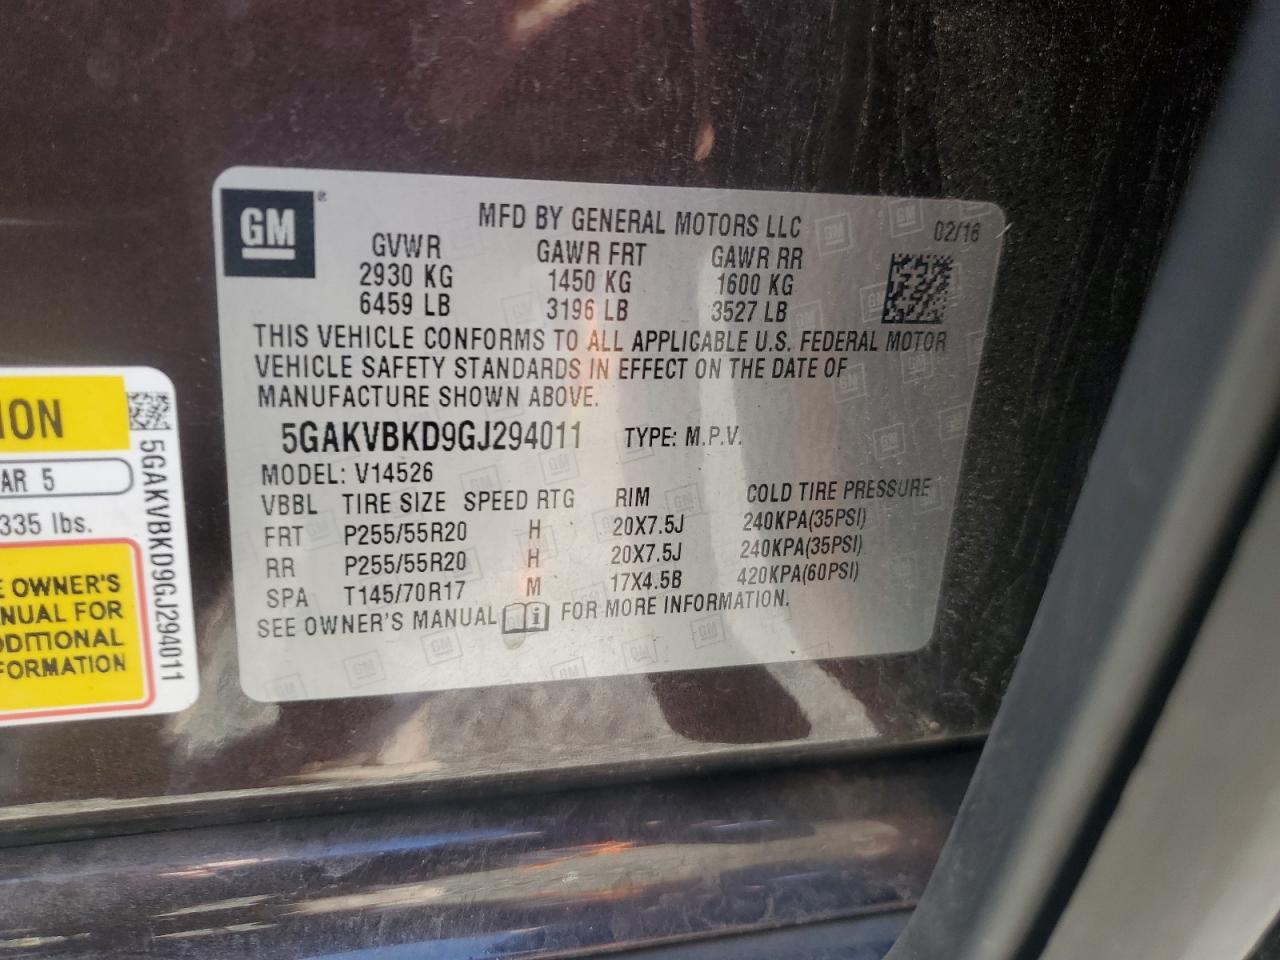 GM®
MFD BY GENERAL MOTORS LLC
02/16
GVWR GAWR FRT GAWR RR
2930 KG 1450 KG 1600 KG
6459 LB 3196 LB 3527 LB
THIS VEHICLE CONFORMS TO ALL APPLICABLE U.S. FEDERAL MOTOR
VEHICLE SAFETY STANDARDS IN EFFECT ON THE DATE OF
MANUFACTURE SHOWN ABOVE.
5GAKVBKD9GJ294011 TYPE: M.P.V.
MODEL: V14526
VBBL TIRE SIZE SPEED RTG RIM COLD TIRE PRESSURE
FRT P255/55R20 H 20X7.5J 240KPA(35PSI)
RR P255/55R20 H 20X7.5J 240KPA(35PSI)
SPA T145/70R17 M 17X4.5B 420KPA(60PSI)
SEE OWNER'S MANUAL i FOR MORE INFORMATION.
ION
AR 5
335 lbs.
E OWNER'S
NUAL FOR
DDITIONAL
FORMATION
5GAKVBKD9GJ294011